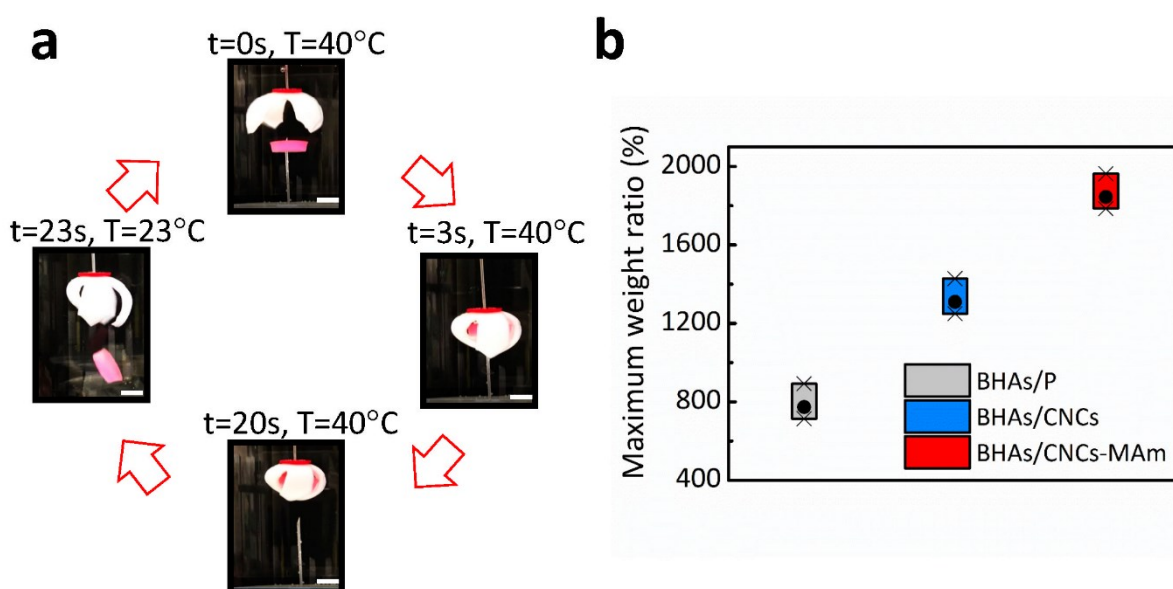 a
t=0s, T=40°C
t=3s, T=40°C
t=20s, T=40°C
t=23s, T=23°C
b
Maximum weight ratio (%)
2000
1600
1200
800
400
BHAs/P
BHAs/CNCs
BHAs/CNCs-MAm